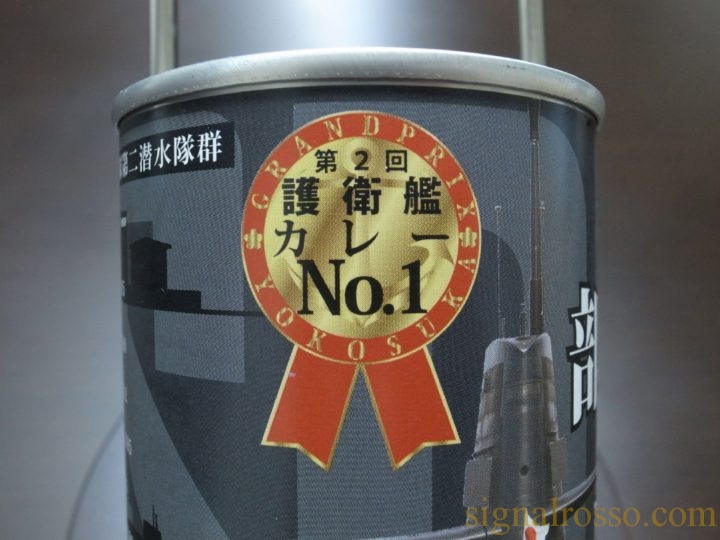 第二潜水隊群
GRANDPRIX
第2回
護衛艦
カレー
No.1
YOKOSUKA
signalrosso.com